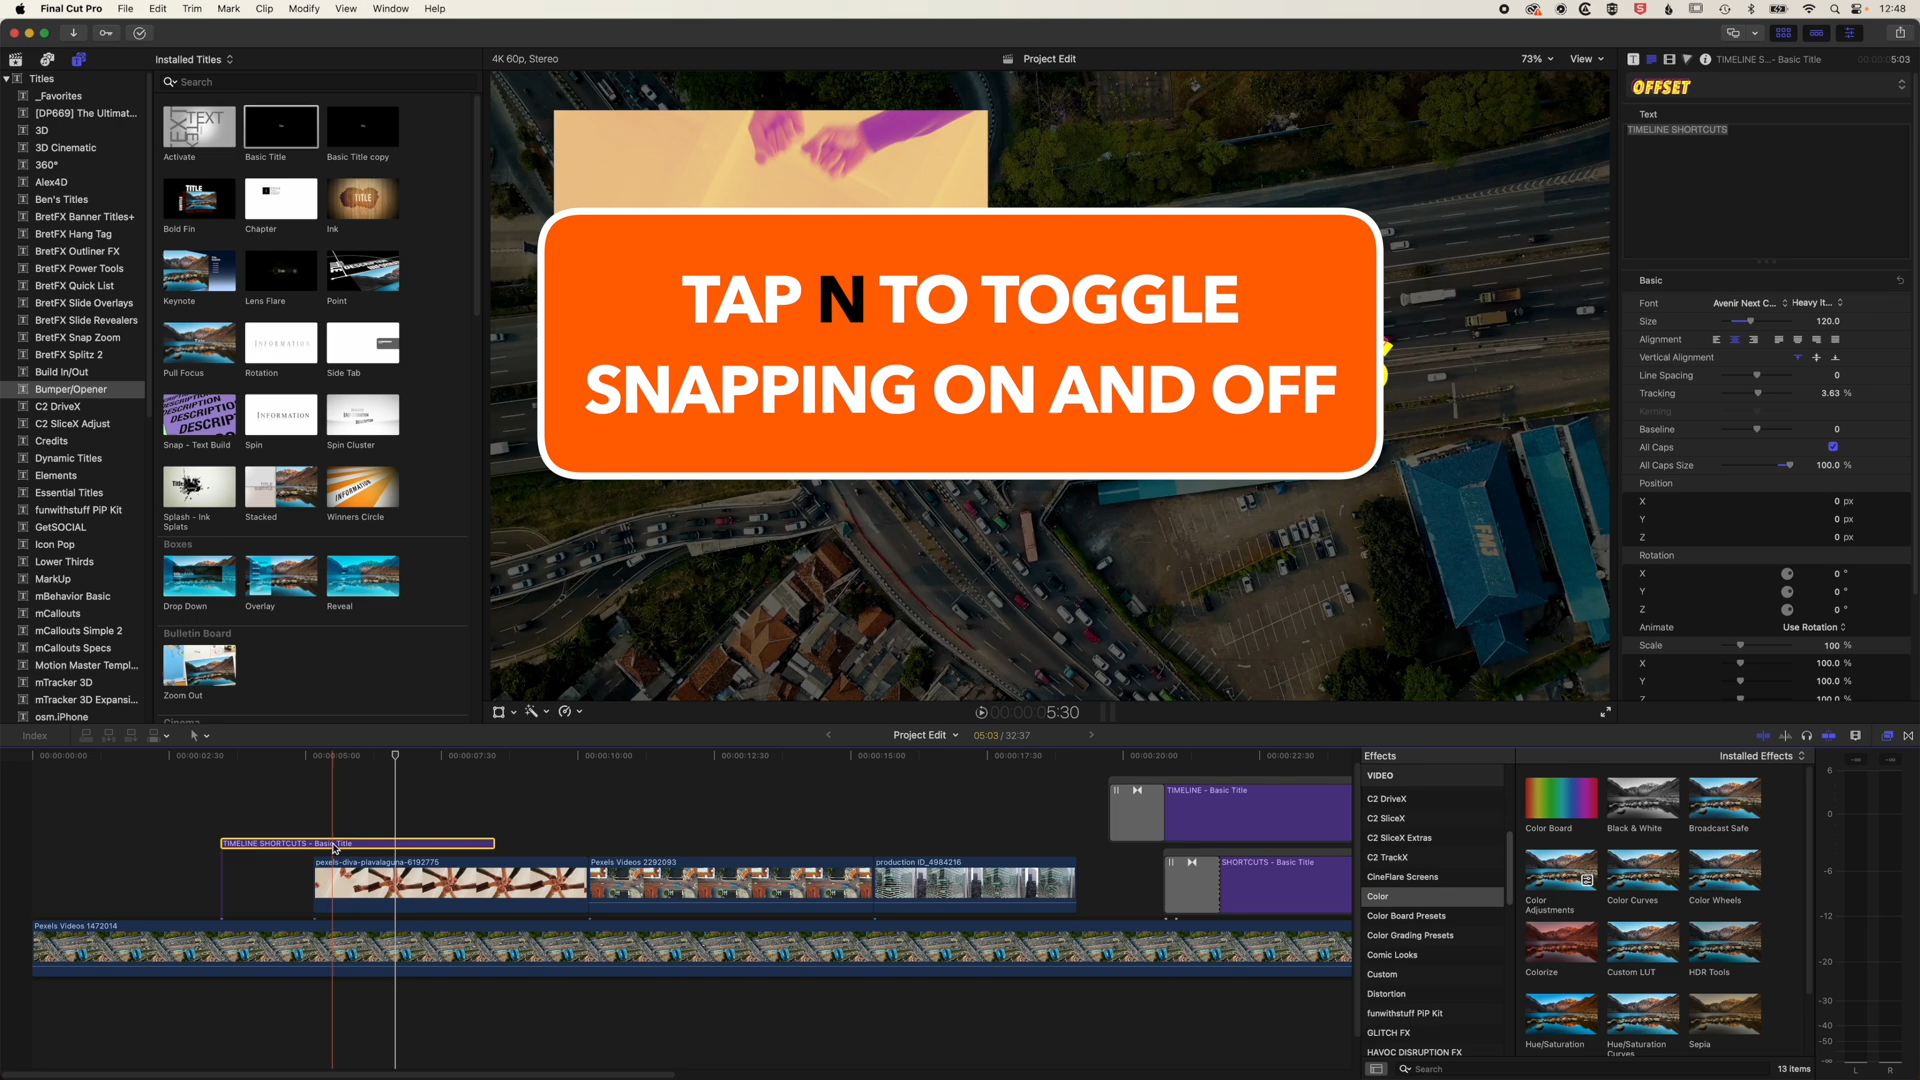 Final Cut Pro File Edit Trim Mark Clip Modify View Window Help 12:48
Installed Titles
4K 60p, Stereo Project Edit 73% View
TIMELINE S...- Basic Title 5:03
Titles
_Favorites
[DP669] The Ultimat...
3D
3D Cinematic
360°
Alex4D
Ben's Titles
BretFX Banner Titles+
BretFX Hang Tag
BretFX Outliner FX
BretFX Power Tools
BretFX Quick List
BretFX Slide Overlays
BretFX Slide Revealers
BretFX Snap Zoom
BretFX Splitz 2
Build In/Out
Bumper/Opener
C2 DriveX
C2 SliceX Adjust
Credits
Dynamic Titles
Elements
Essential Titles
funwithstuff PiP Kit
GetSOCIAL
Icon Pop
Lower Thirds
MarkUp
mBehavior Basic
mCallouts
mCallouts Simple 2
mCallouts Specs
Motion Master Templ...
mTracker 3D
mTracker 3D Expansi...
osm.iPhone
Search
Activate Basic Title Basic Title copy
Bold Fin Chapter Ink
Keynote Lens Flare Point
Pull Focus Rotation Side Tab
Snap - Text Build Spin Spin Cluster
Splash - Ink Splats Stacked Winners Circle
Boxes
Drop Down Overlay Reveal
Bulletin Board
Zoom Out
Cinema
TAP N TO TOGGLE
SNAPPING ON AND OFF
00:00:05:30
OFFSET
Text
TIMELINE SHORTCUTS
Basic
Font Avenir Next C... Heavy It...
Size 120.0
Alignment
Vertical Alignment
Line Spacing 0
Tracking 3.63 %
Kerning
Baseline 0
All Caps
All Caps Size 100.0 %
Position
X 0 px
Y 0 px
Z 0 px
Rotation
X 0 °
Y 0 °
Z 0 °
Animate Use Rotation
Scale 100 %
X 100.0 %
Y 100.0 %
Z 100.0 %
Index Project Edit 05:03 / 32:37
00:00:00:00 00:00:02:30 00:00:05:00 00:00:07:30 00:00:10:00 00:00:12:30 00:00:15:00 00:00:17:30 00:00:20:00 00:00:22:30
TIMELINE - Basic Title
TIMELINE SHORTCUTS - Basic Title
pexels-diva-plavalaguna-6192775 Pexels Videos 2292093 production ID_4984216 SHORTCUTS - Basic Title
Pexels Videos 1472014
Effects Installed Effects
VIDEO
C2 DriveX
C2 SliceX
C2 SliceX Extras
C2 TrackX
CineFlare Screens
Color
Color Board Presets
Color Grading Presets
Comic Looks
Custom
Distortion
funwithstuff PiP Kit
GLITCH FX
HAVOC DISRUPTION FX
Color Board Black & White Broadcast Safe
Color Adjustments Color Curves Color Wheels
Colorize Custom LUT HDR Tools
Hue/Saturation Hue/Saturation Curves Sepia
Search 13 items
6
0
-6
-12
-20
-30
-40
-50
L R